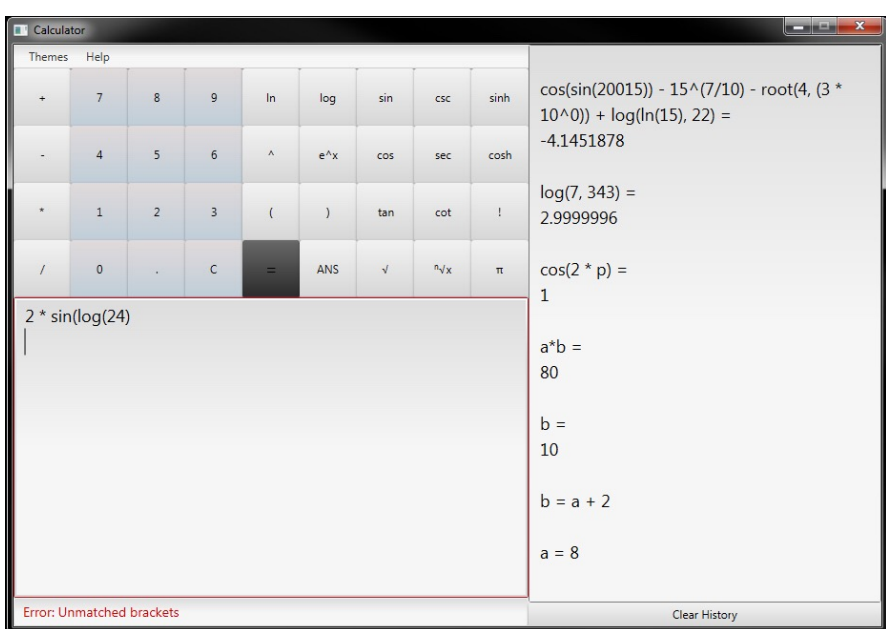 Calculator
Themes Help
+ 7 8 9 ln log sin csc sinh
- 4 5 6 ^ e^x cos sec cosh
* 1 2 3 ( ) tan cot !
/ 0 . C = ANS √ ⁿ√x π
2 * sin(log(24)
Error: Unmatched brackets
cos(sin(20015)) - 15^(7/10) - root(4, (3 *
10^0)) + log(ln(15), 22) =
-4.1451878
log(7, 343) =
2.9999996
cos(2 * p) =
1
a*b =
80
b =
10
b = a + 2
a = 8
Clear History